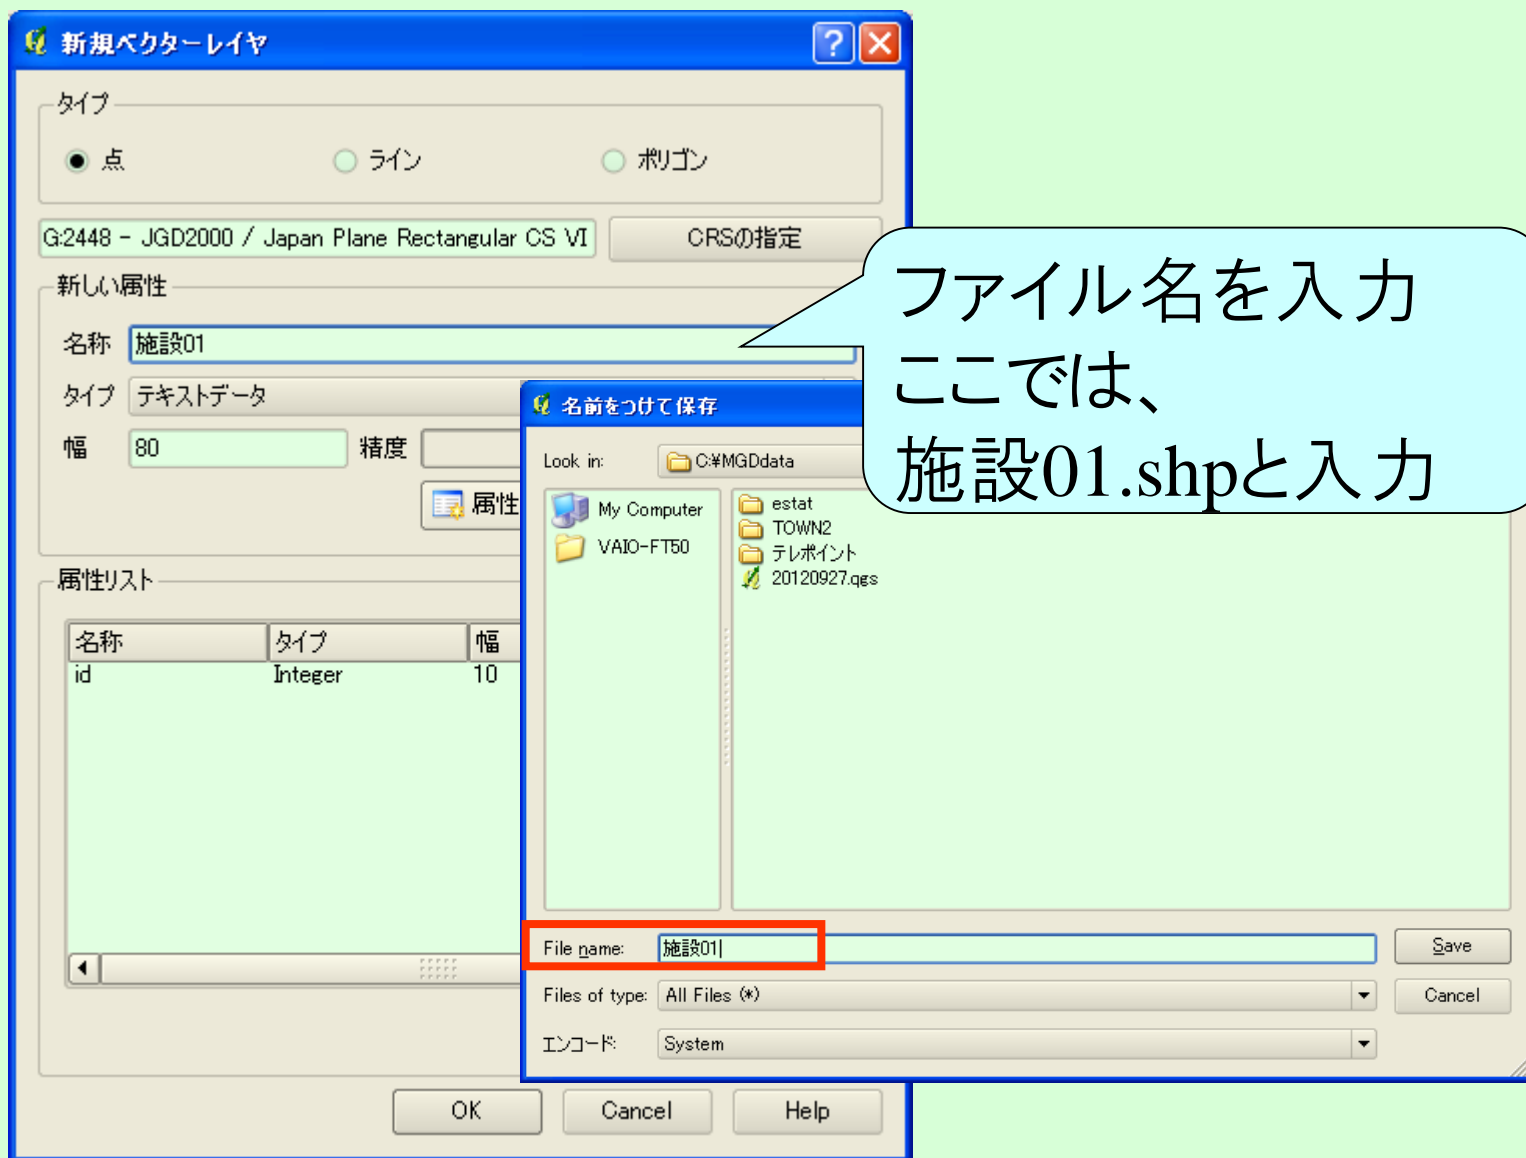 新規ベクターレイヤ
タイプ
点
ライン
ポリゴン
G:2448 - JGD2000 / Japan Plane Rectangular CS VI
CRSの指定
新しい属性
名称 施設01
タイプ テキストデータ
幅 80 精度
属性
属性リスト
名称 タイプ 幅
id Integer 10
OK Cancel Help
ファイル名を入力
ここでは、
施設01.shpと入力
名前をつけて保存
Look in: C:¥MGDdata
My Computer
VAIO-FT50
estat
TOWN2
テレポイント
20120927.qgs
File name: 施設01 Save
Files of type: All Files (*) Cancel
エンコード: System